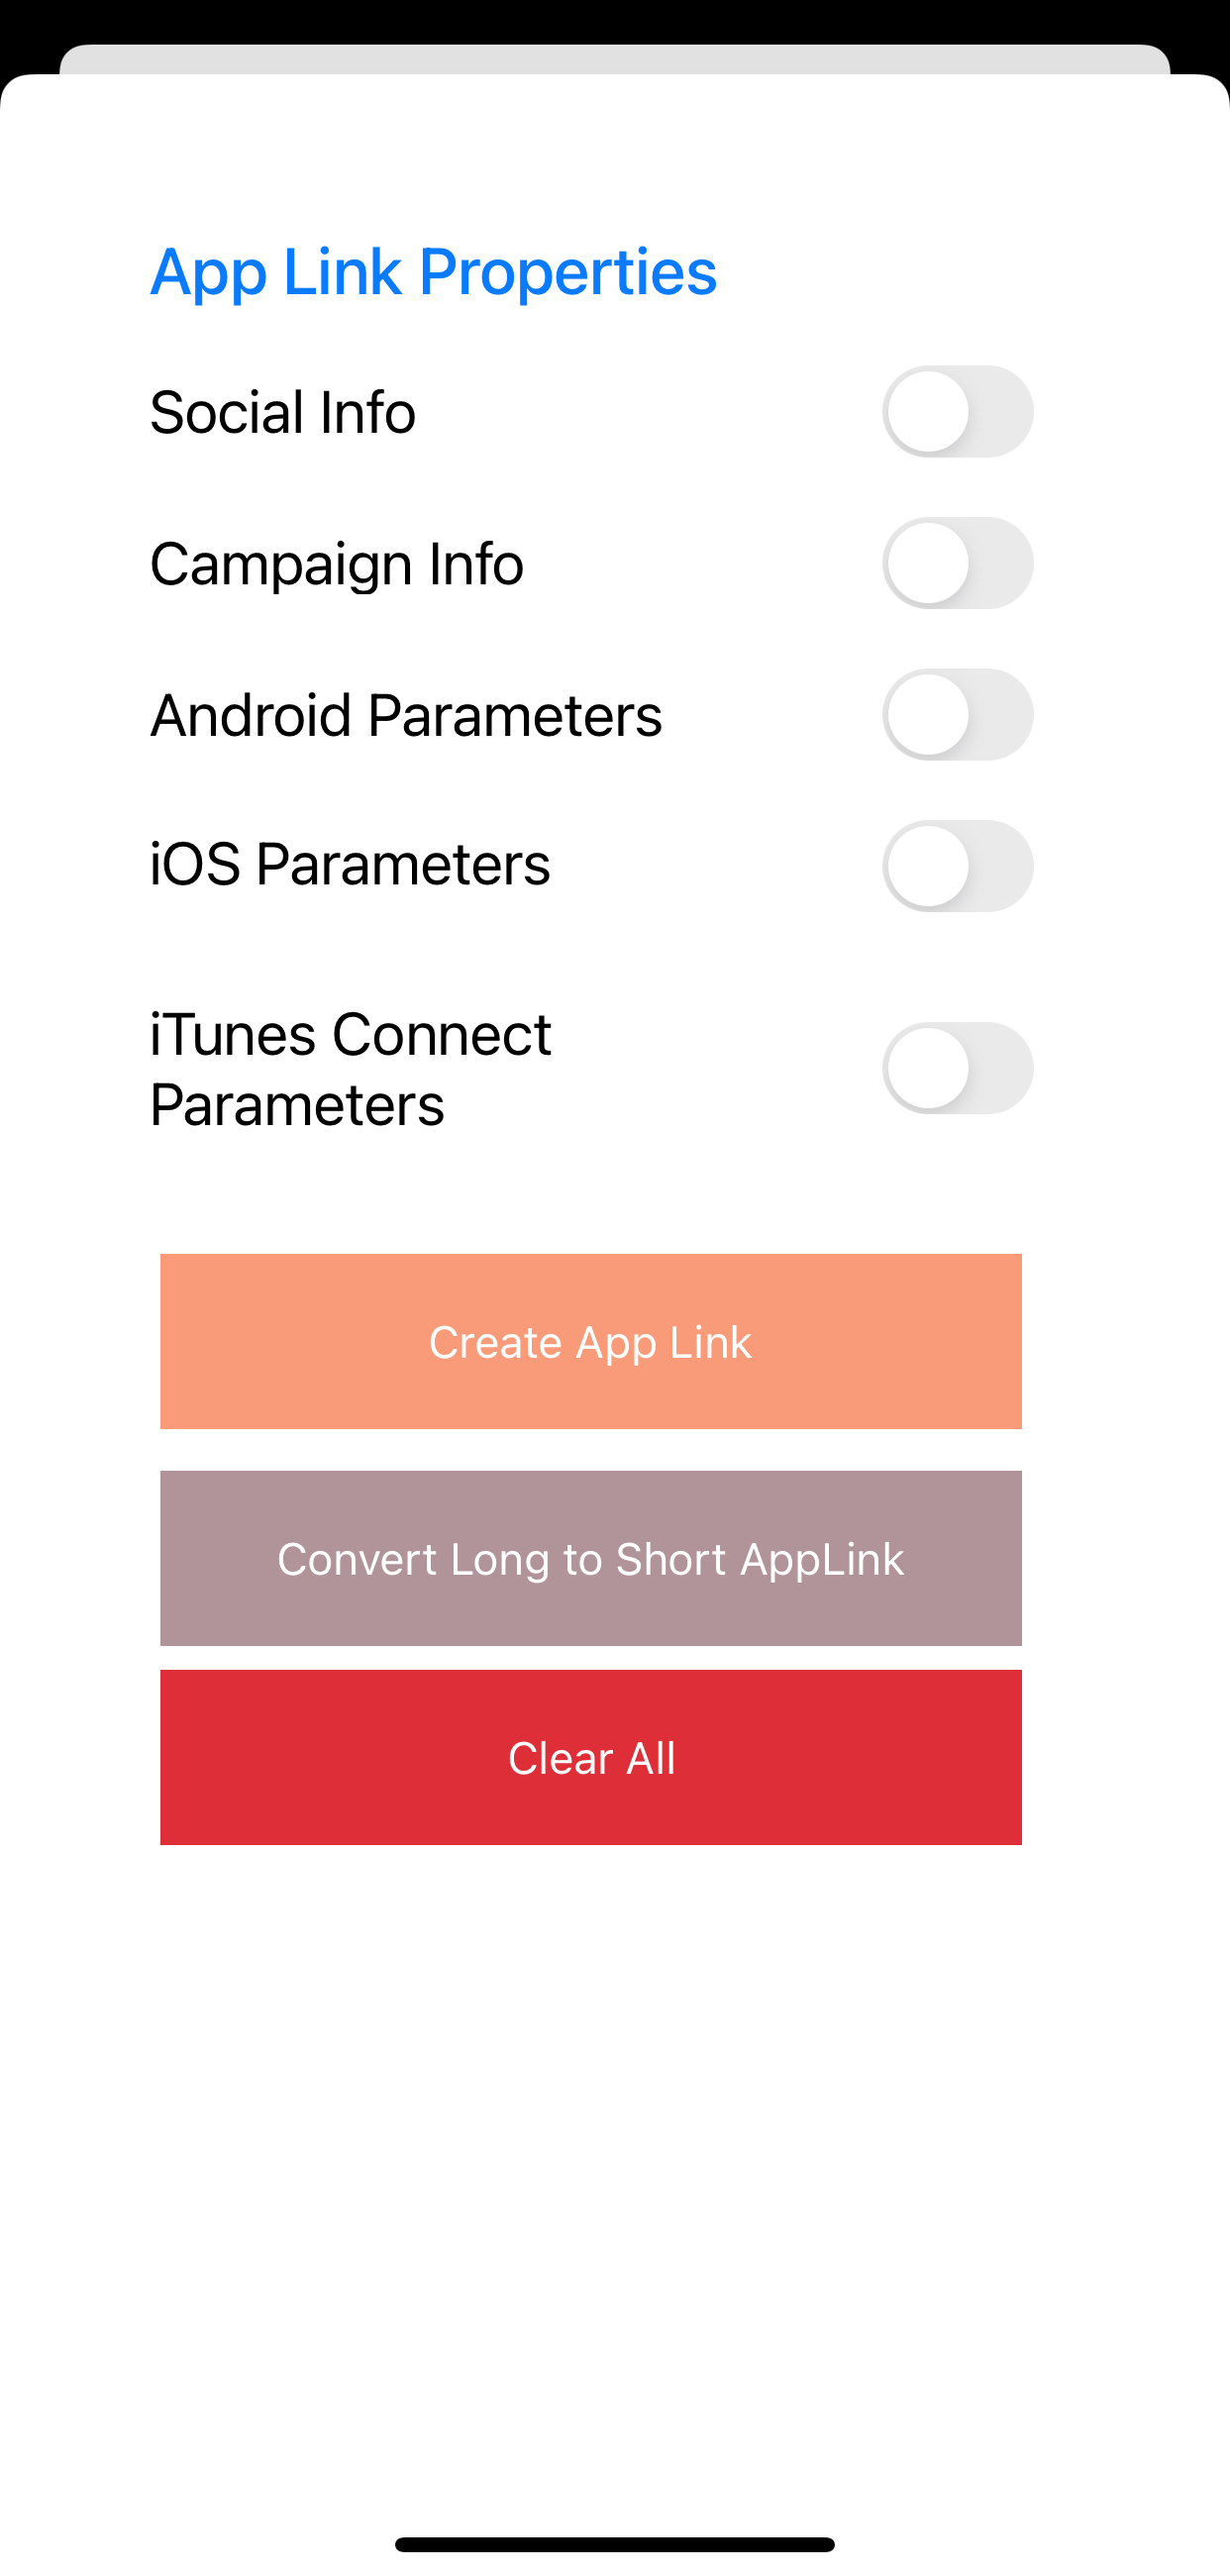 App Link Properties
Social Info
Campaign Info
Android Parameters
iOS Parameters
iTunes Connect
Parameters
Create App Link
Convert Long to Short AppLink
Clear All